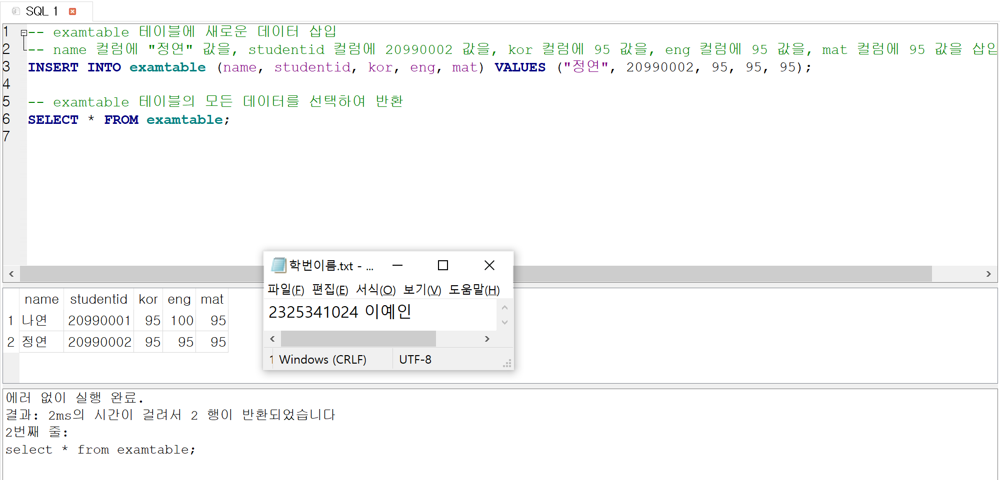 SQL 1
1 -- examtable 테이블에 새로운 데이터 삽입
2 -- name 컬럼에 "정연" 값을, studentid 컬럼에 20990002 값을, kor 컬럼에 95 값을, eng 컬럼에 95 값을, mat 컬럼에 95 값을 삽입
3 INSERT INTO examtable (name, studentid, kor, eng, mat) VALUES ("정연", 20990002, 95, 95, 95);
4
5 -- examtable 테이블의 모든 데이터를 선택하여 반환
6 SELECT * FROM examtable;
7
학번이름.txt - ...
파일(F) 편집(E) 서식(O) 보기(V) 도움말(H)
2325341024 이예인
1 Windows (CRLF) UTF-8
name studentid kor eng mat
1 나연 20990001 95 100 95
2 정연 20990002 95 95 95
에러 없이 실행 완료.
결과: 2ms의 시간이 걸려서 2 행이 반환되었습니다
2번째 줄:
select * from examtable;